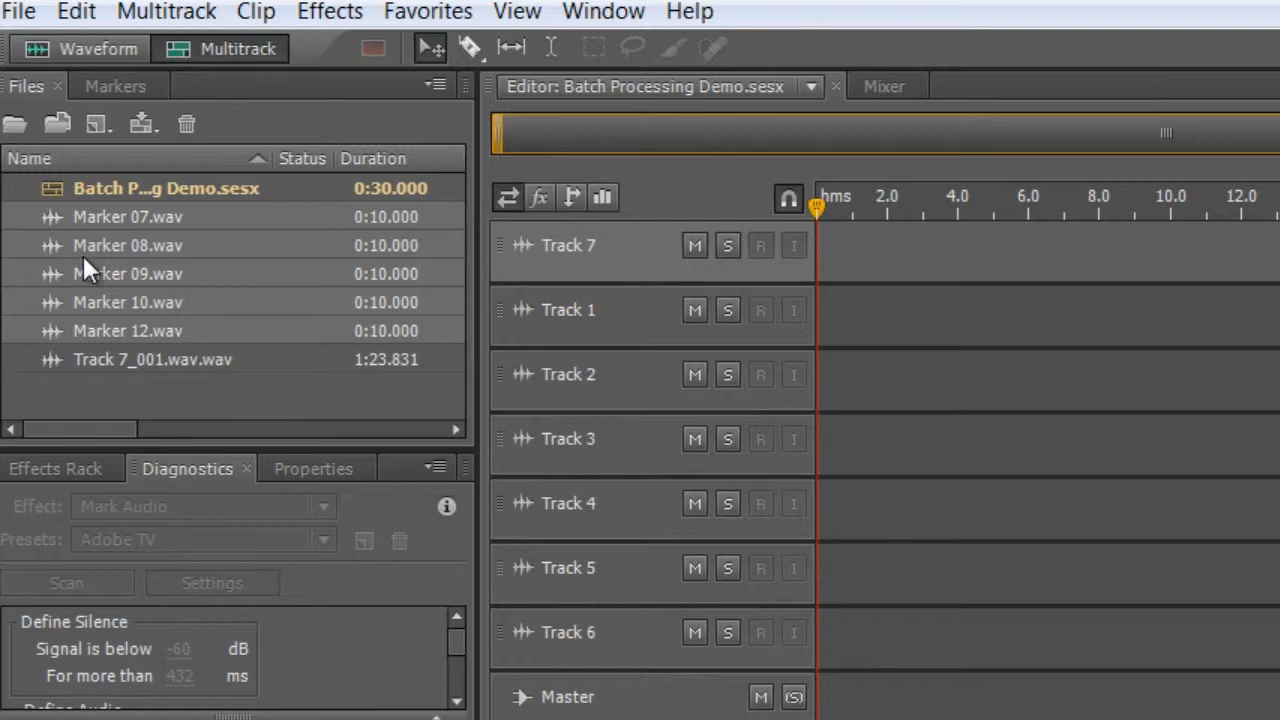 File Edit Multitrack Clip Effects Favorites View Window Help
Waveform Multitrack
Files Markers
Editor: Batch Processing Demo.sesx Mixer
Name Status Duration
Batch P...g Demo.sesx 0:30.000
Marker 07.wav 0:10.000
Marker 08.wav 0:10.000
Marker 09.wav 0:10.000
Marker 10.wav 0:10.000
Marker 12.wav 0:10.000
Track 7_001.wav.wav 1:23.831
fx
hms 2.0 4.0 6.0 8.0 10.0 12.0
Track 7 M S R I
Track 1 M S R I
Track 2 M S R I
Track 3 M S R I
Track 4 M S R I
Track 5 M S R I
Track 6 M S R I
Master M (S)
Effects Rack Diagnostics Properties
Effect: Mark Audio
Presets: Adobe TV
Scan Settings
Define Silence
Signal is below -60 dB
For more than 432 ms
Define Audio